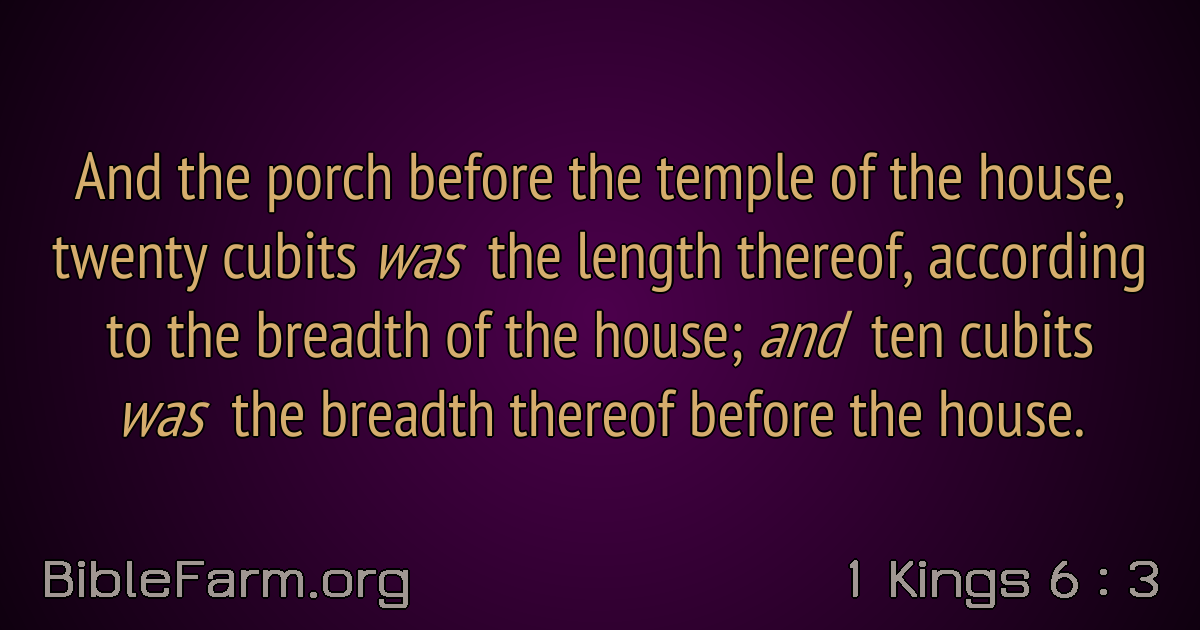 And the porch before the temple of the house,
twenty cubits was the length thereof, according
to the breadth of the house; and ten cubits
was the breadth thereof before the house.
BibleFarm.org
1 Kings 6 : 3